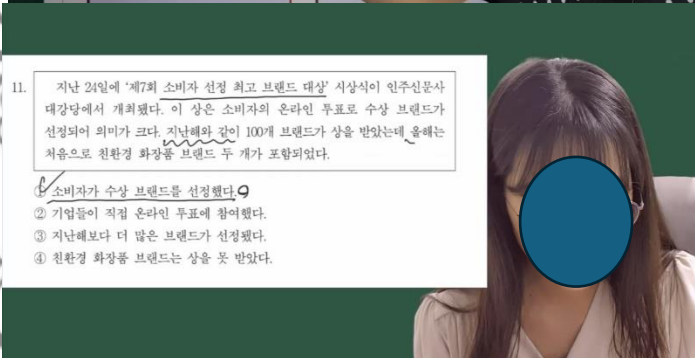 11. 지난 24일에 '제7회 소비자 선정 최고 브랜드 대상' 시상식이 인주신문사
대강당에서 개최됐다. 이 상은 소비자의 온라인 투표로 수상 브랜드가
선정되어 의미가 크다. 지난해와 같이 100개 브랜드가 상을 받았는데 올해는
처음으로 친환경 화장품 브랜드 두 개가 포함되었다.
① 소비자가 수상 브랜드를 선정했다.
② 기업들이 직접 온라인 투표에 참여했다.
③ 지난해보다 더 많은 브랜드가 선정됐다.
④ 친환경 화장품 브랜드는 상을 못 받았다.